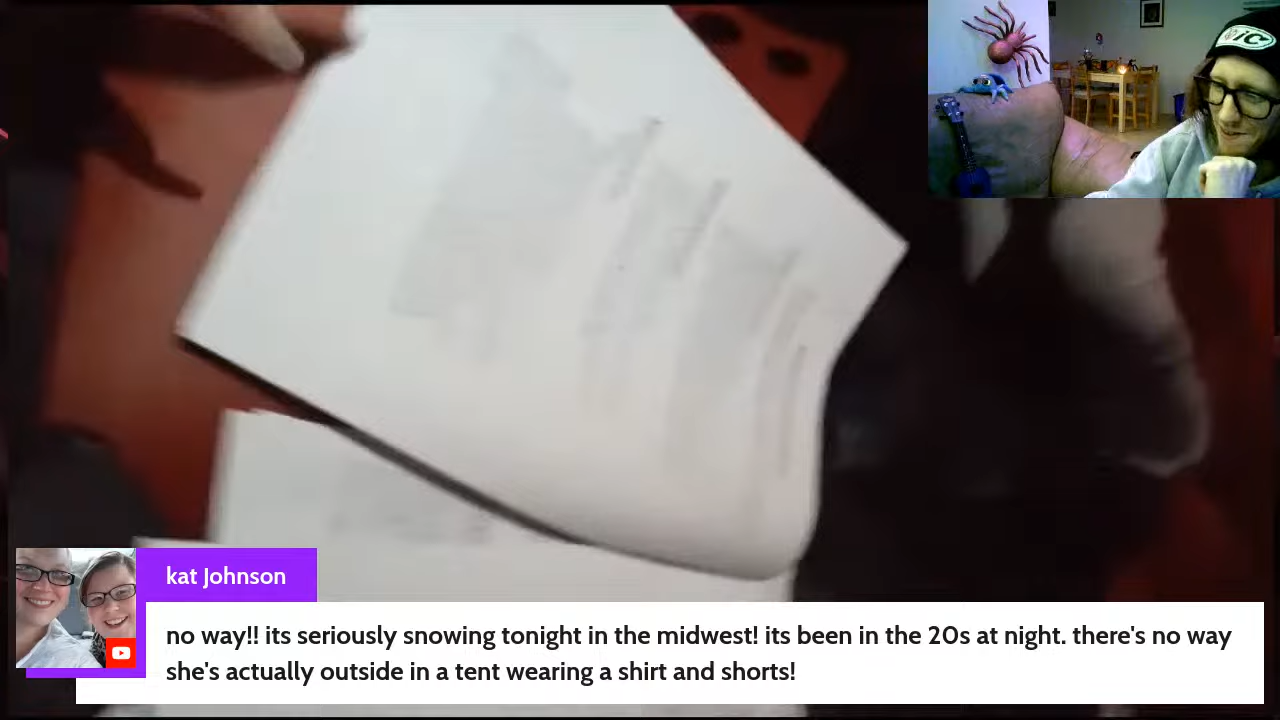 BiC
kat Johnson
no way!! its seriously snowing tonight in the midwest! its been in the 20s at night. there's no way
she's actually outside in a tent wearing a shirt and shorts!